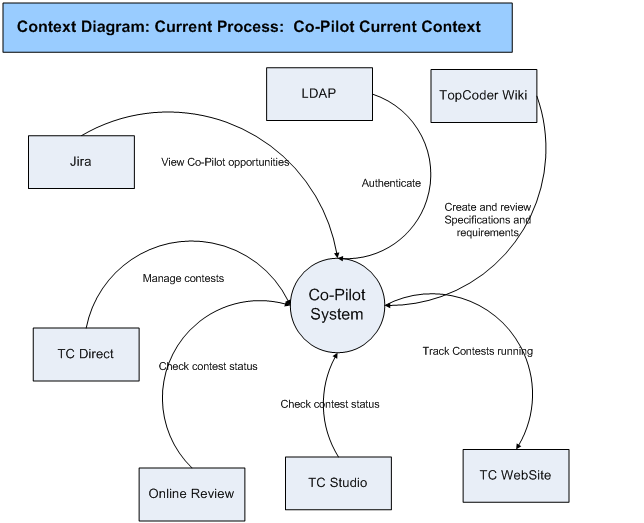 Context Diagram: Current Process:  Co-Pilot Current Context
LDAP
TopCoder Wiki
Jira
View Co-Pilot opportunities
Authenticate
Create and review
Specifications and
requirements
Manage contests
Co-Pilot
System
TC Direct
Check contest status
Track Contests running
Check contest status
Online Review
TC Studio
TC WebSite